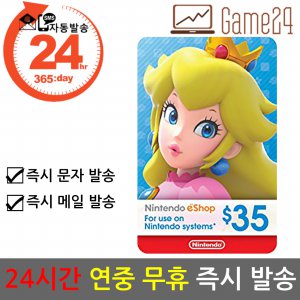 SMS 자동발송
24hr
365:day
Game24
즉시 문자 발송
즉시 메일 발송
Nintendo eShop
For use on
Nintendo systems*
$35
Nintendo
24시간 연중 무휴 즉시 발송